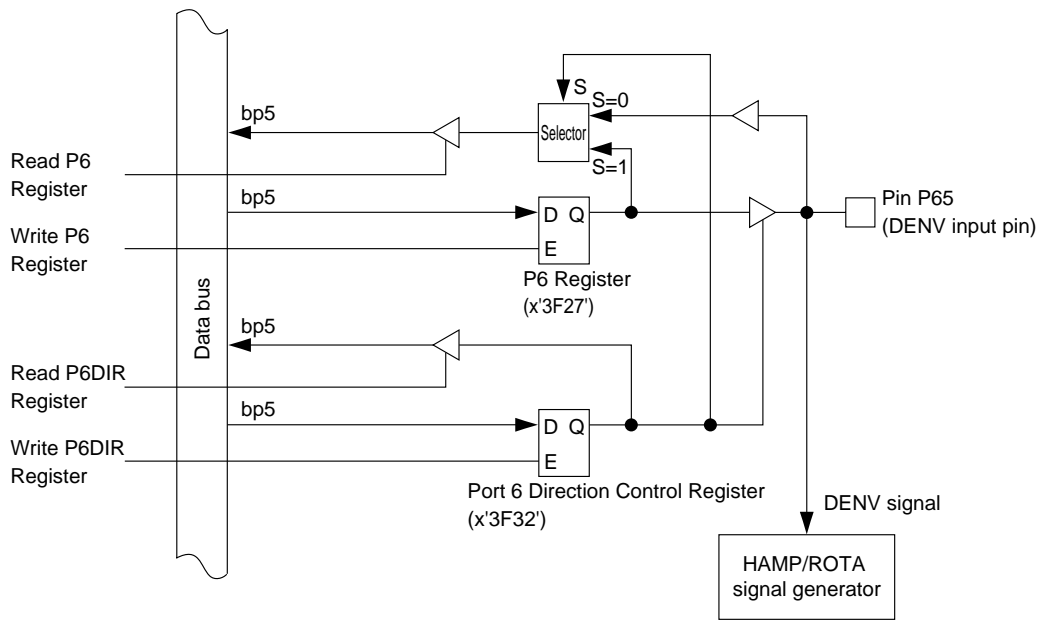 S
S=0
bp5
Selector
Read P6
Register
S=1
bp5
D Q
Pin P65
(DENV input pin)
Write P6
Register
E
P6 Register
(x'3F27')
Data bus
bp5
Read P6DIR
Register
bp5
D Q
Write P6DIR
Register
E
Port 6 Direction Control Register
(x'3F32')
DENV signal
HAMP/ROTA
signal generator